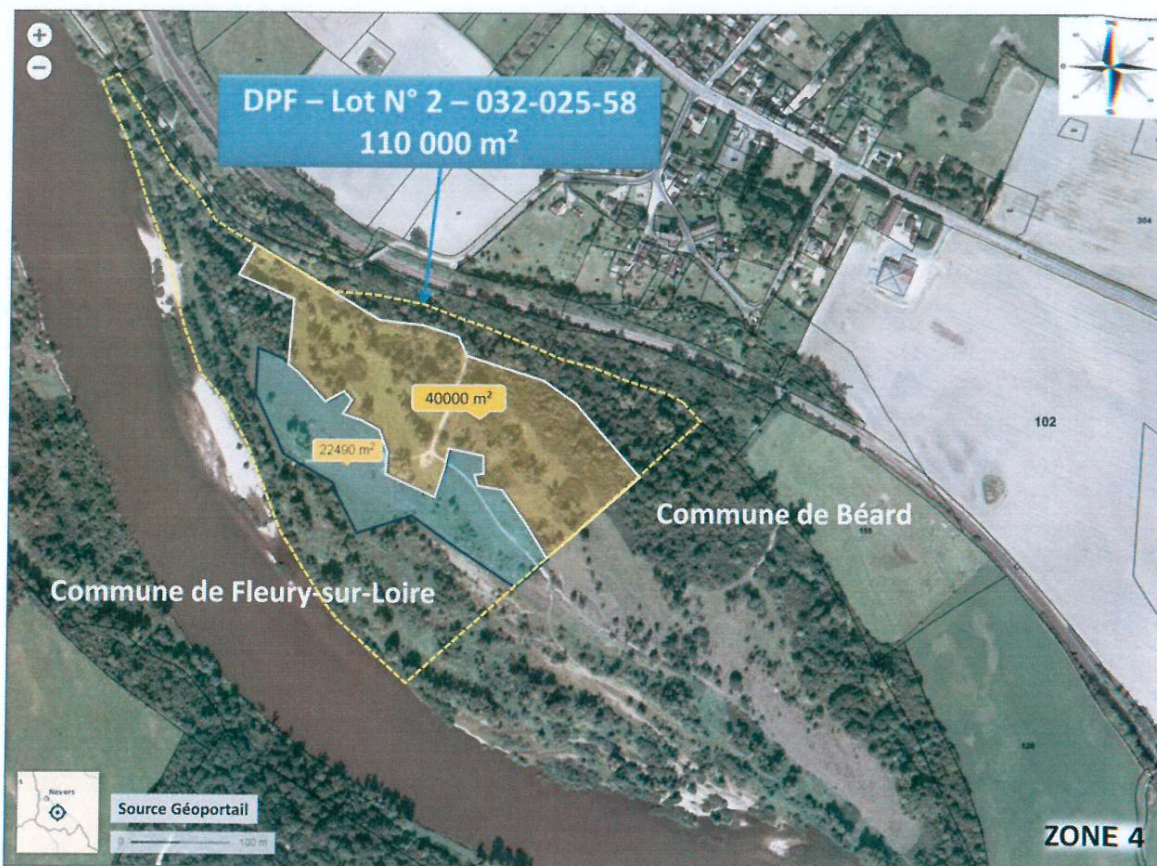 +
−
DPF – Lot N° 2 – 032-025-58
110 000 m²
40000 m²
22490 m²
102
Commune de Béard
Commune de Fleury-sur-Loire
Nevers
Source Géoportail
0 100 m
ZONE 4